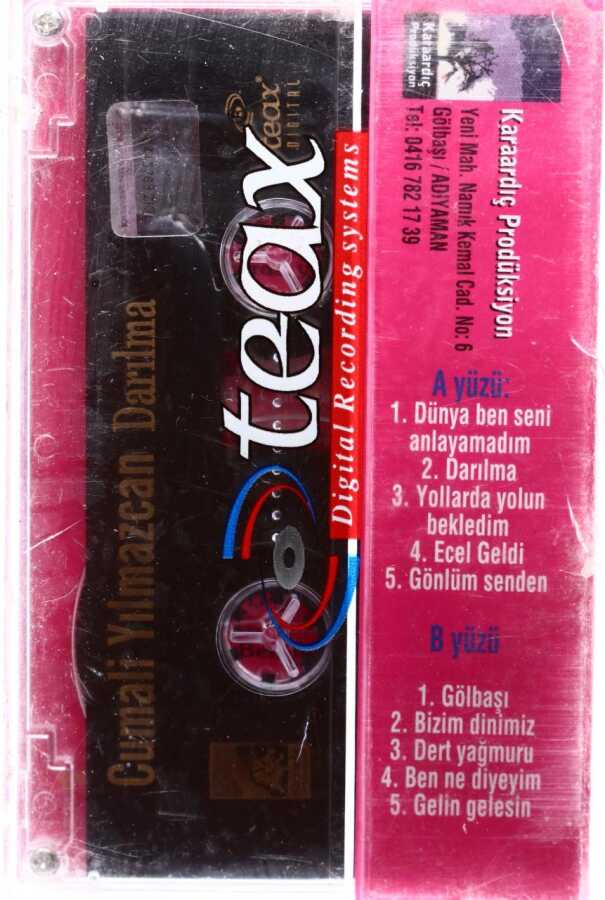 Karaardıç
Prodüksiyon
Karaardıç Prodüksiyon
Yeni Mah. Namık Kemal Cad. No: 6
Gölbaşı / ADIYAMAN
Tel: 0416 782 17 39
A yüzü:
1. Dünya ben seni
anlayamadım
2. Darılma
3. Yollarda yolun
bekledim
4. Ecel Geldi
5. Gönlüm senden
B yüzü
1. Gölbaşı
2. Bizim dinimiz
3. Dert yağmuru
4. Ben ne diyeyim
5. Gelin gelesin
teax
Digital Recording systems
teax®
DIGITAL
Cumali Yılmazcan Darılma